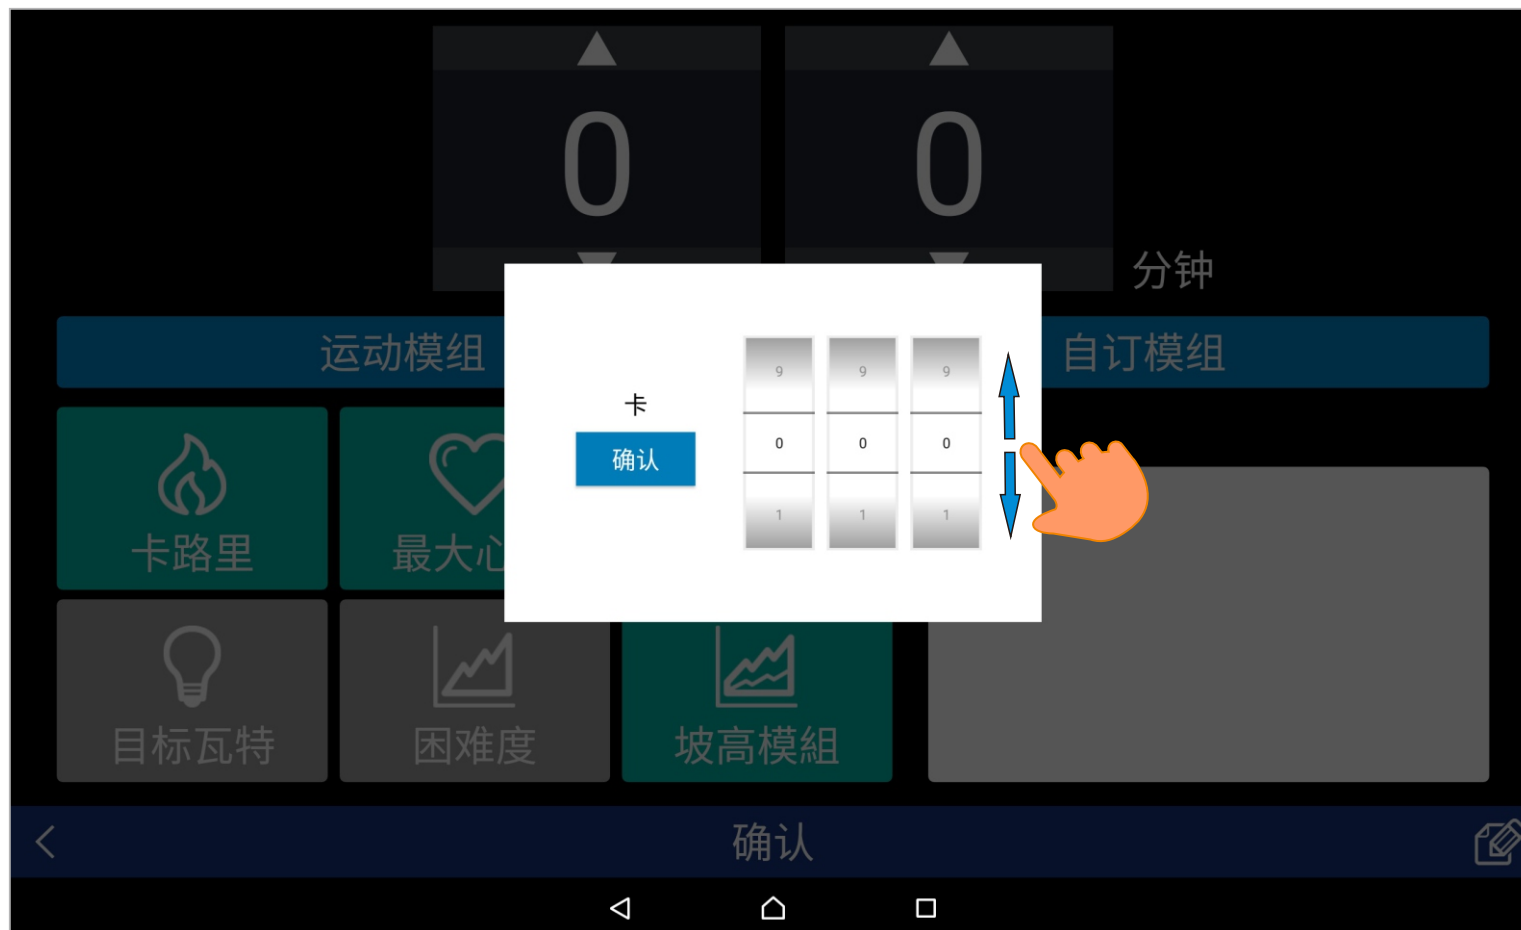 0 0
分钟
运动模组
自订模组
卡
确认
9 9 9
0 0 0
1 1 1
卡路里
最大心
目标瓦特
困难度
坡高模組
确认